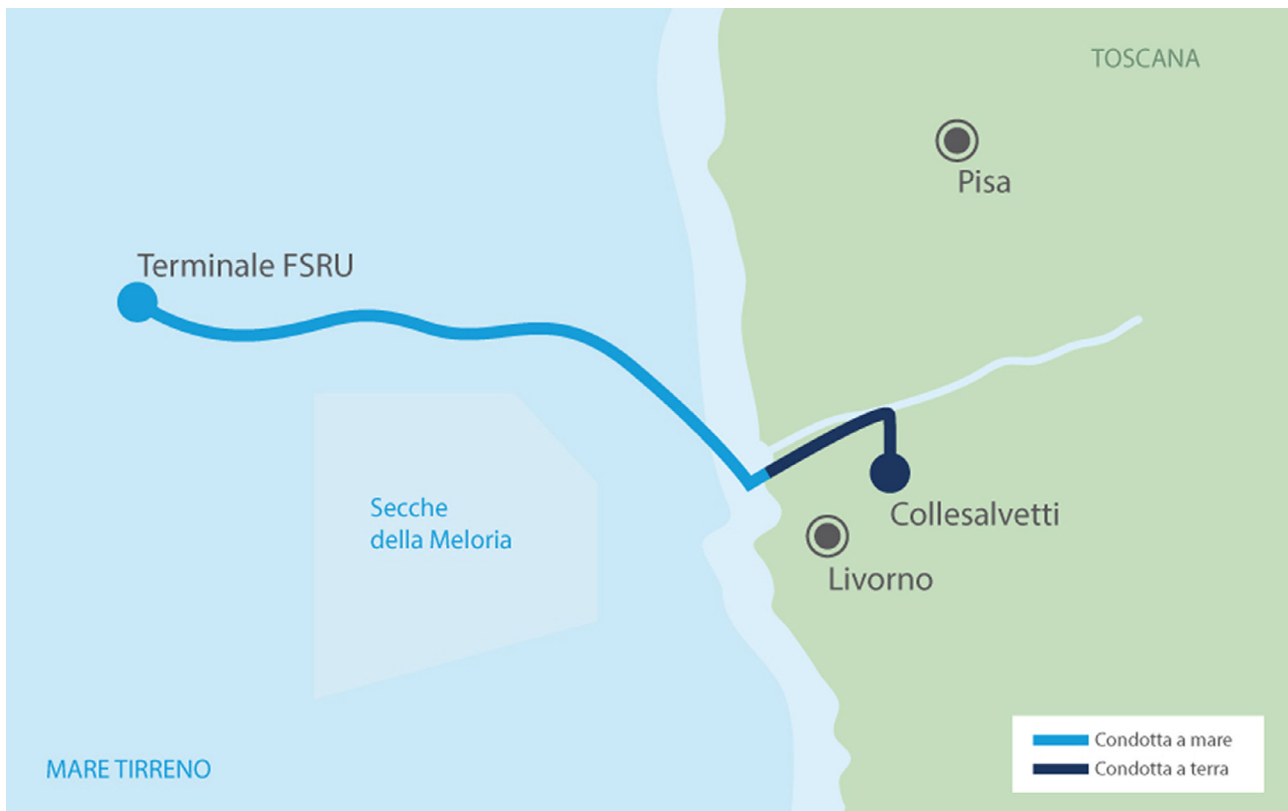 TOSCANA
Pisa
Terminale FSRU
Secche
della Meloria
Collesalvetti
Livorno
MARE TIRRENO
Condotta a mare
Condotta a terra